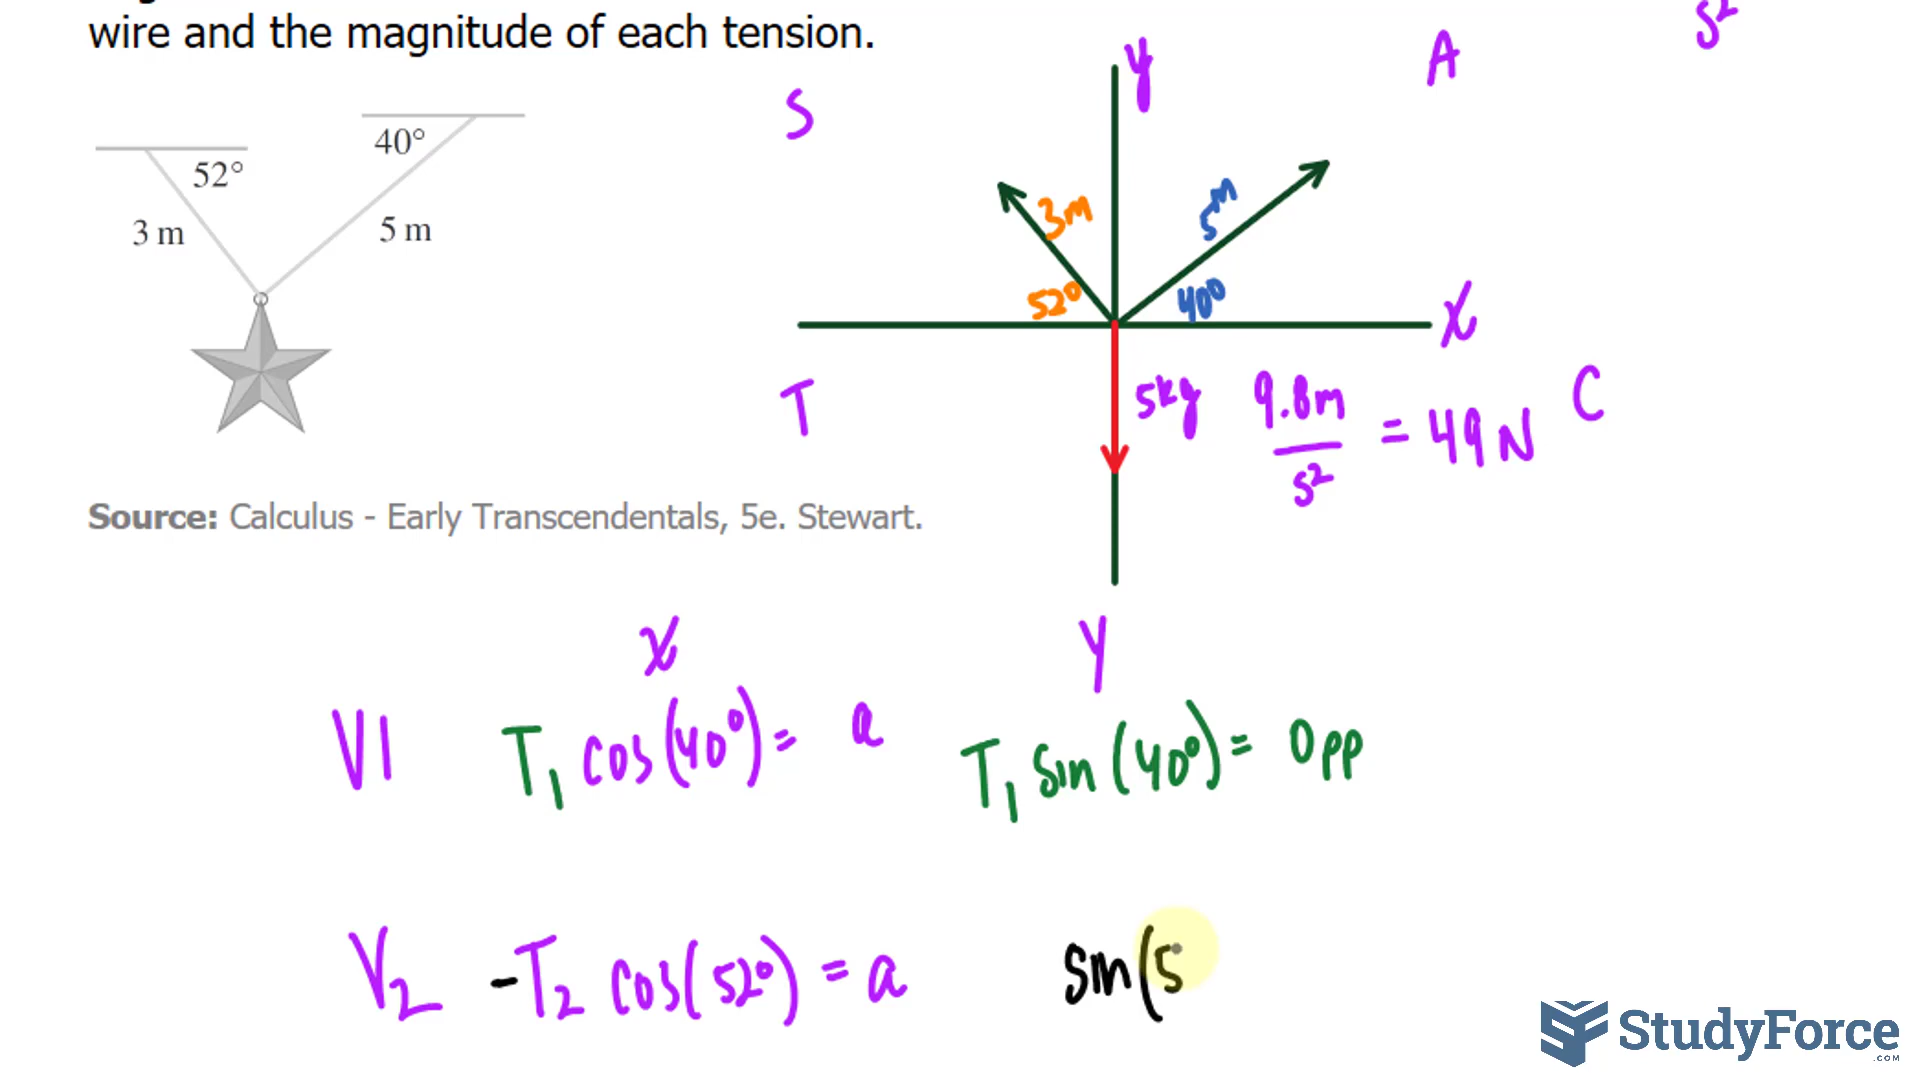 wire and the magnitude of each tension.
s²
y
A
S
40°
52°
3 m
5 m
3m
5m
52°
40°
x
T
5kg 9.8m/s² = 49N
C
Source: Calculus - Early Transcendentals, 5e. Stewart.
x
y
V1 T₁ cos(40°) = a T₁ sin(40°) = opp
V₂ -T₂ cos(52°) = a sin(5
StudyForce
.COM